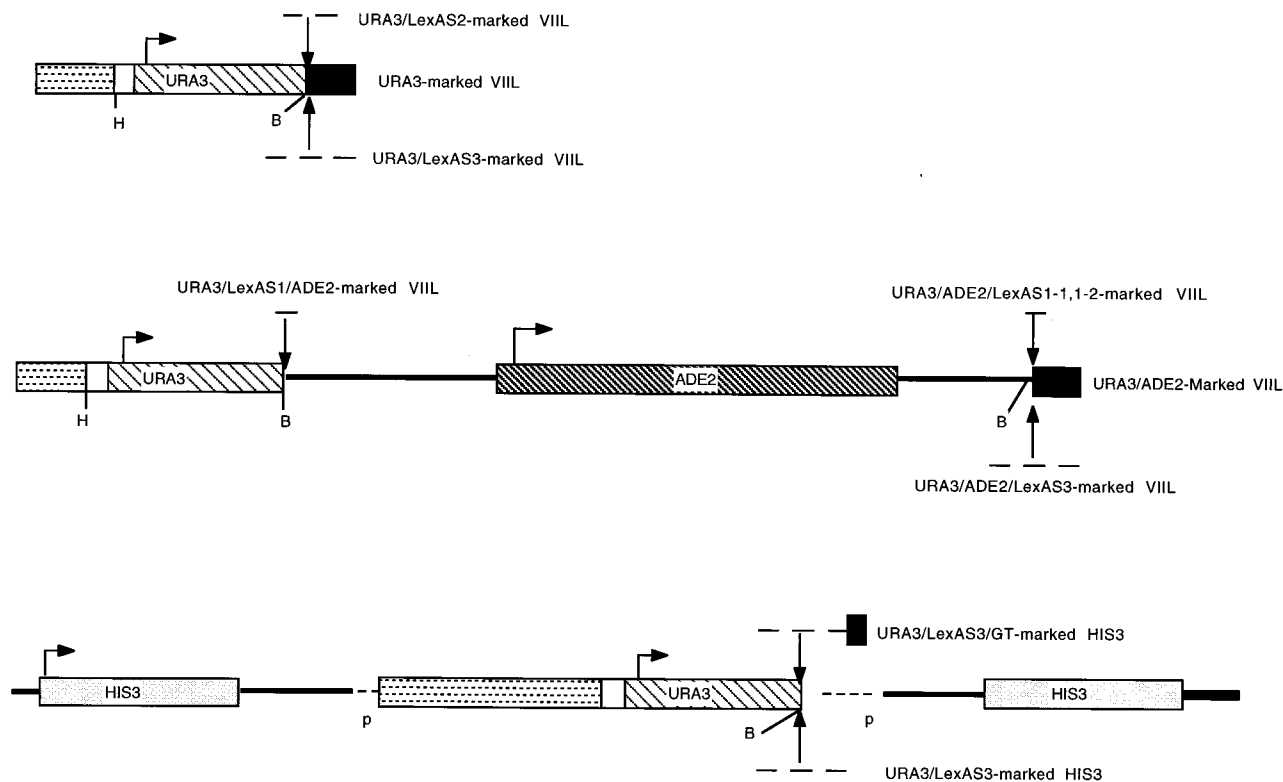 URA3/LexAS2-marked VIIL
URA3
URA3-marked VIIL
H
B
URA3/LexAS3-marked VIIL
URA3/LexAS1/ADE2-marked VIIL
URA3/ADE2/LexAS1-1,1-2-marked VIIL
URA3
ADE2
URA3/ADE2-Marked VIIL
H
B
B
URA3/ADE2/LexAS3-marked VIIL
URA3/LexAS3/GT-marked HIS3
HIS3
URA3
HIS3
p
B
p
URA3/LexAS3-marked HIS3